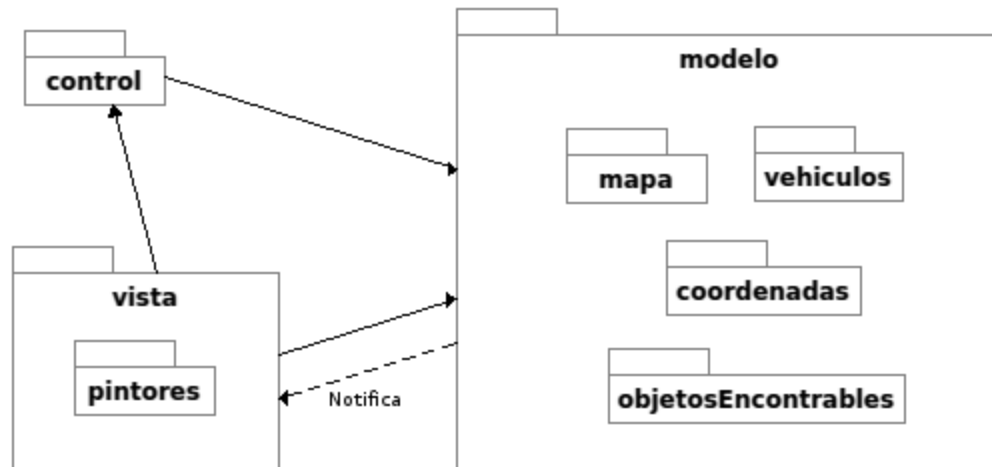 control
modelo
mapa
vehiculos
coordenadas
objetosEncontrables
vista
pintores
Notifica